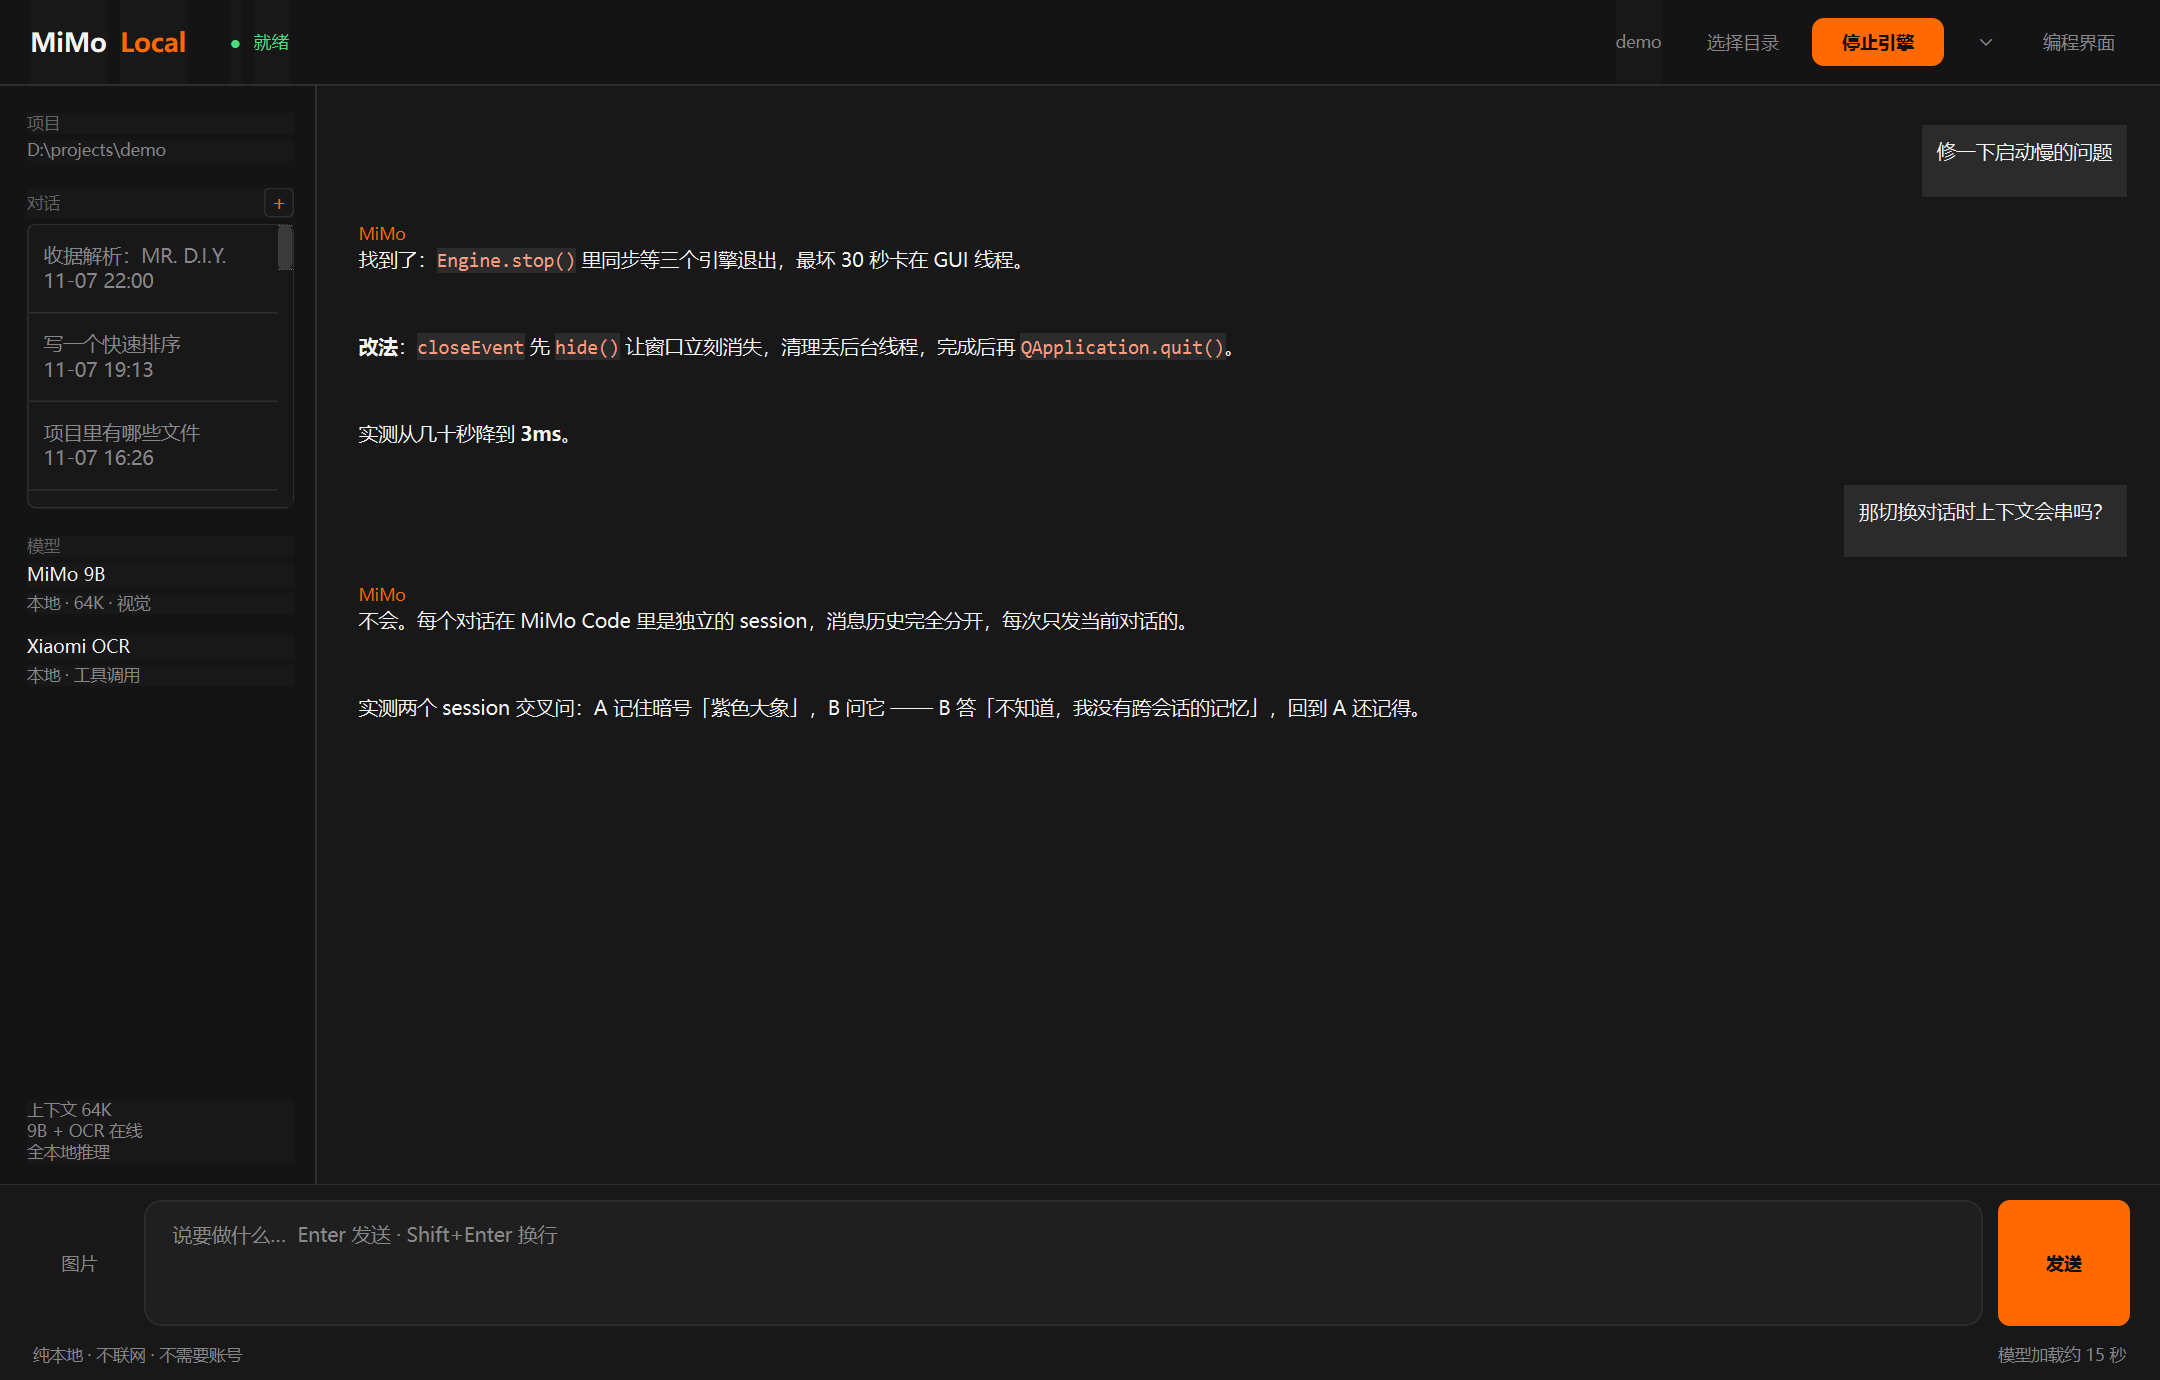 MiMo Local ● 就绪
demo 选择目录 停止引擎 编程界面
项目
D:\projects\demo
对话 +
收据解析：MR. D.I.Y.
11-07 22:00
写一个快速排序
11-07 19:13
项目里有哪些文件
11-07 16:26
模型
MiMo 9B
本地 · 64K · 视觉
Xiaomi OCR
本地 · 工具调用
上下文 64K
9B + OCR 在线
全本地推理
修一下启动慢的问题
MiMo
找到了：Engine.stop() 里同步等三个引擎退出，最坏 30 秒卡在 GUI 线程。
改法：closeEvent 先 hide() 让窗口立刻消失，清理丢后台线程，完成后再 QApplication.quit()。
实测从几十秒降到 3ms。
那切换对话时上下文会串吗？
MiMo
不会。每个对话在 MiMo Code 里是独立的 session，消息历史完全分开，每次只发当前对话的。
实测两个 session 交叉问：A 记住暗号「紫色大象」，B 问它 —— B 答「不知道，我没有跨会话的记忆」，回到 A 还记得。
图片
说要做什么… Enter 发送 · Shift+Enter 换行
发送
纯本地 · 不联网 · 不需要账号
模型加载约 15 秒